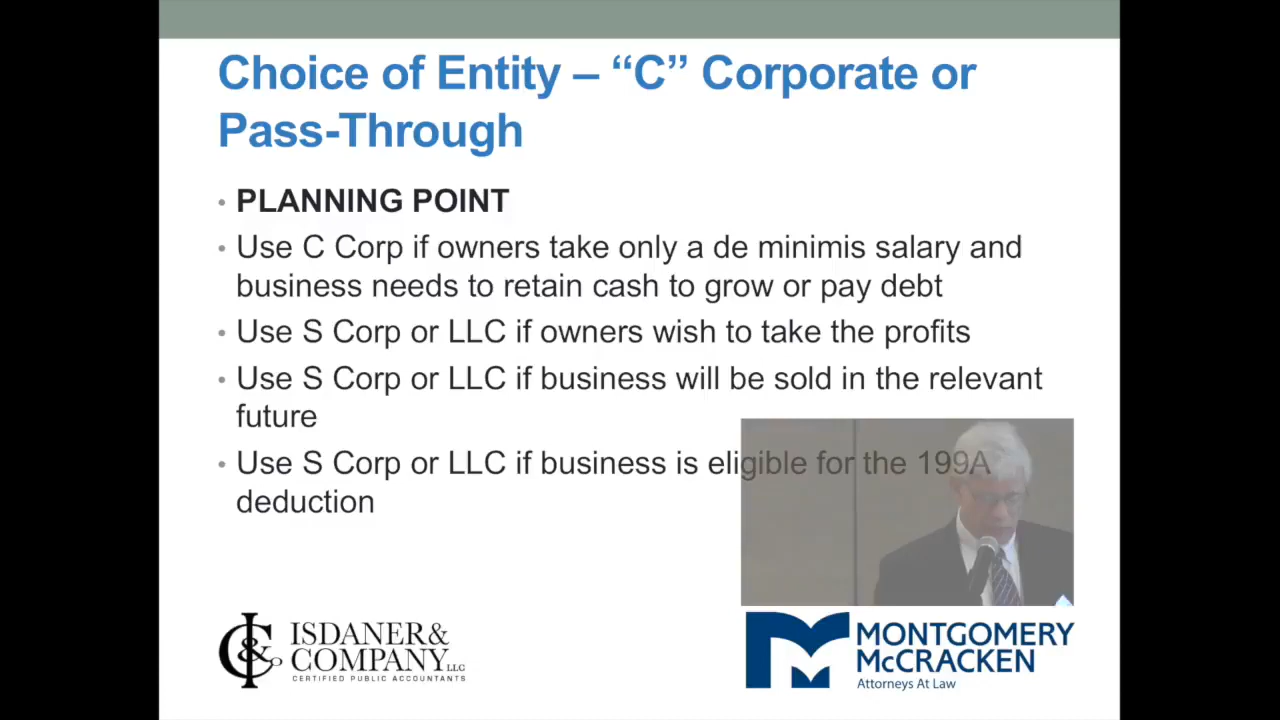 Choice of Entity – “C” Corporate or
Pass-Through
• PLANNING POINT
• Use C Corp if owners take only a de minimis salary and
business needs to retain cash to grow or pay debt
• Use S Corp or LLC if owners wish to take the profits
• Use S Corp or LLC if business will be sold in the relevant
future
• Use S Corp or LLC if business is eligible for the 199A
deduction
ISDANER&
COMPANY LLC
CERTIFIED PUBLIC ACCOUNTANTS
MONTGOMERY
McCRACKEN
Attorneys At Law